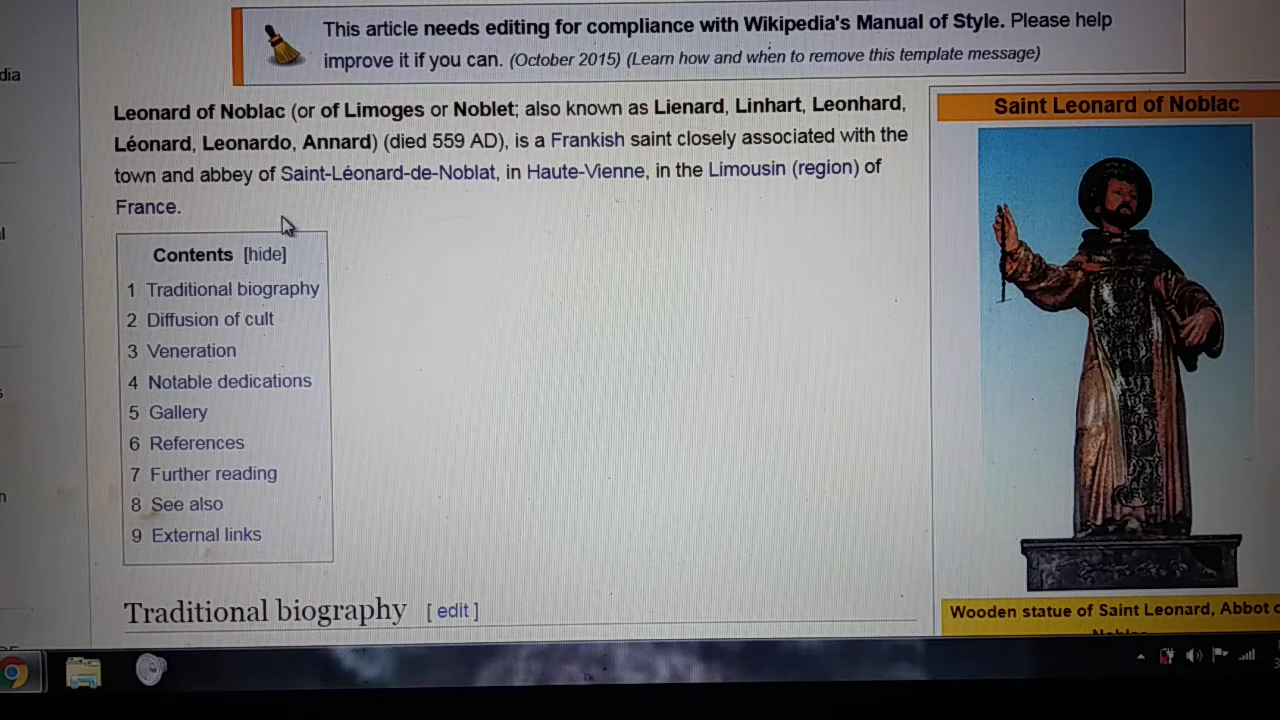 This article needs editing for compliance with Wikipedia's Manual of Style. Please help
improve it if you can. (October 2015) (Learn how and when to remove this template message)
dia
Leonard of Noblac (or of Limoges or Noblet; also known as Lienard, Linhart, Leonhard,
Léonard, Leonardo, Annard) (died 559 AD), is a Frankish saint closely associated with the
town and abbey of Saint-Léonard-de-Noblat, in Haute-Vienne, in the Limousin (region) of
France.
Contents [hide]
1 Traditional biography
2 Diffusion of cult
3 Veneration
4 Notable dedications
5 Gallery
6 References
7 Further reading
8 See also
9 External links
Traditional biography [ edit ]
Saint Leonard of Noblac
Wooden statue of Saint Leonard, Abbot